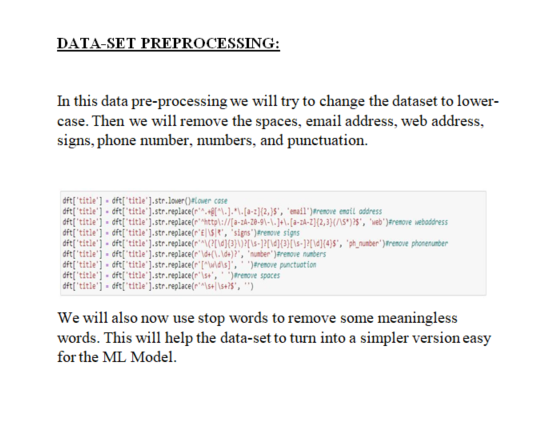 DATA-SET PREPROCESSING:
In this data pre-processing we will try to change the dataset to lower-
case. Then we will remove the spaces, email address, web address,
signs, phone number, numbers, and punctuation.
dft['title'] = dft['title'].str.lower()#Lower case
dft['title'] = dft['title'].str.replace(r'^.+@[^\.].*\.[a-z]{2,}$', 'email')#remove email address
dft['title'] = dft['title'].str.replace(r'^http\://[a-zA-Z0-9\-\.]+\.[a-zA-Z]{2,3}(/\S*)?$', 'web')#remove webaddress
dft['title'] = dft['title'].str.replace(r'£|\$|₹', 'signs')#remove signs
dft['title'] = dft['title'].str.replace(r'^\(?[\d]{3}\)?[\s-]?[\d]{3}[\s-]?[\d]{4}$', 'ph_number')#remove phonenumber
dft['title'] = dft['title'].str.replace(r'\d+(\.\d+)?', 'number')#remove numbers
dft['title'] = dft['title'].str.replace(r'[^\w\d\s]', ' ')#remove punctuation
dft['title'] = dft['title'].str.replace(r'\s+', ' ')#remove spaces
dft['title'] = dft['title'].str.replace(r'^\s+|\s+?$', '')
We will also now use stop words to remove some meaningless
words. This will help the data-set to turn into a simpler version easy
for the ML Model.